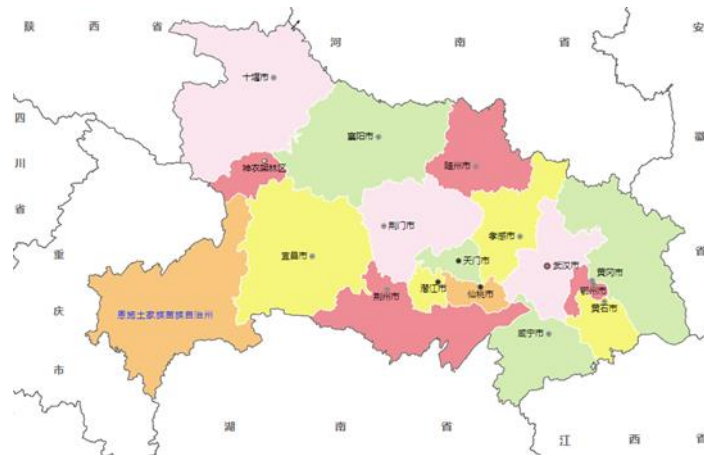 陕 西 省
河 南 省
安 徽 省
十堰市
四川省
襄阳市
随州市
神农架林区
荆门市
孝感市
宜昌市
天门市
武汉市
黄冈市
重庆市
潜江市
仙桃市
鄂州市
荆州市
黄石市
恩施土家族苗族自治州
咸宁市
湖 南 省
江 西 省